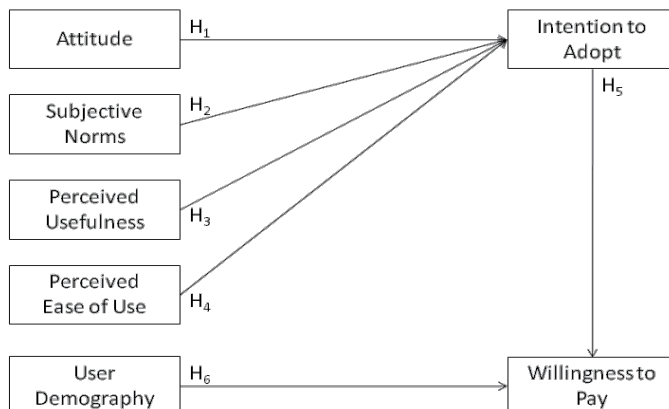 Attitude
H₁
Intention to
Adopt
Subjective
Norms
H₂
H₅
Perceived
Usefulness
H₃
Perceived
Ease of Use
H₄
User
Demography
H₆
Willingness to
Pay